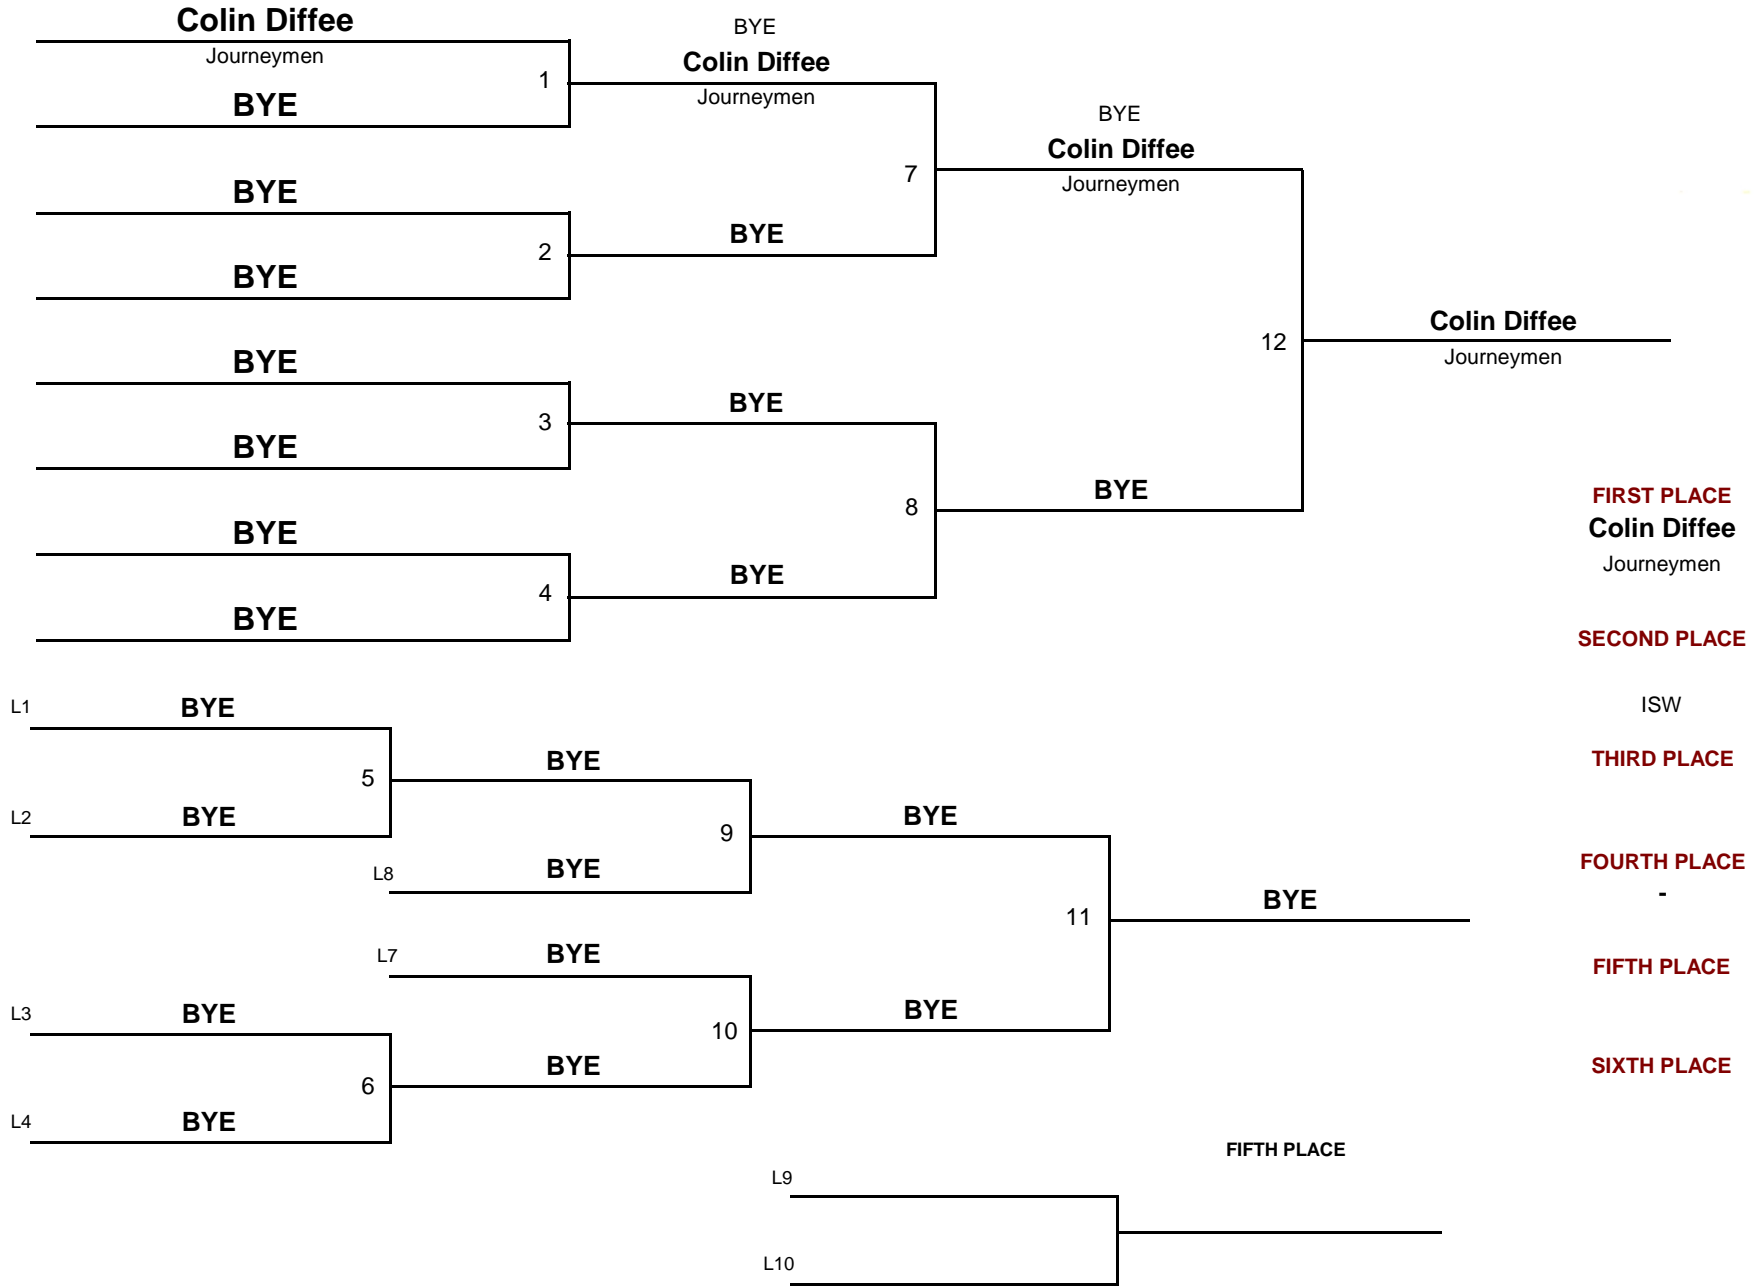 Colin Diffee
Journeymen
1
BYE
BYE
Colin Diffee
Journeymen
BYE
2
BYE
BYE
7
BYE
Colin Diffee
Journeymen
BYE
3
BYE
BYE
BYE
4
BYE
BYE
8
BYE
12
Colin Diffee
Journeymen
FIRST PLACE
Colin Diffee
Journeymen
SECOND PLACE
ISW
THIRD PLACE
FOURTH PLACE
-
FIFTH PLACE
SIXTH PLACE
L1
BYE
5
L2
BYE
BYE
9
L8
BYE
BYE
11
BYE
L7
BYE
10
BYE
L3
BYE
6
BYE
L4
BYE
FIFTH PLACE
L9
L10